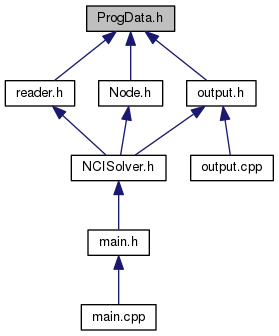 ProgData.h
reader.h
Node.h
output.h
NCISolver.h
output.cpp
main.h
main.cpp